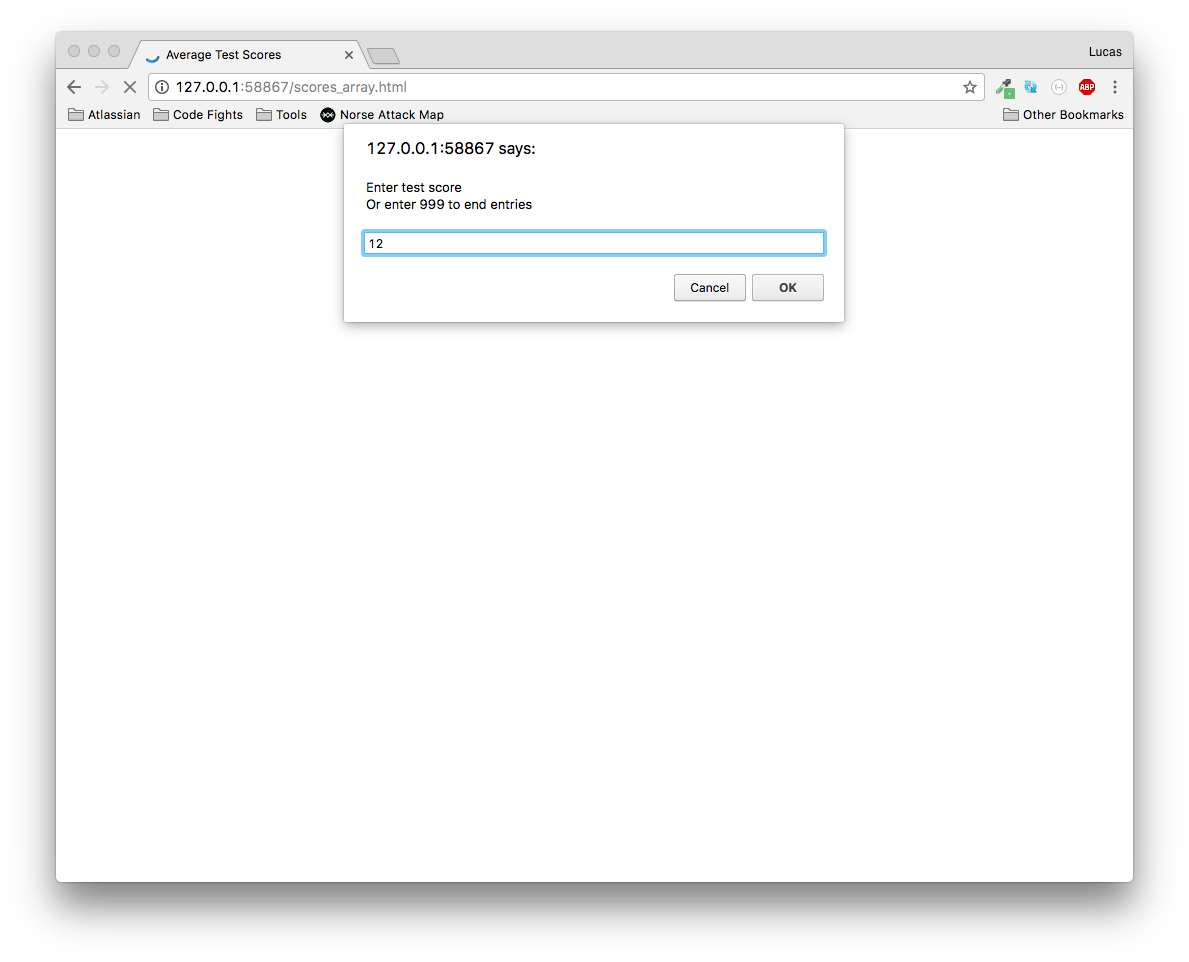 Average Test Scores
Lucas
127.0.0.1:58867/scores_array.html
ABP
Atlassian Code Fights Tools Norse Attack Map Other Bookmarks
127.0.0.1:58867 says:
Enter test score
Or enter 999 to end entries
12
Cancel OK